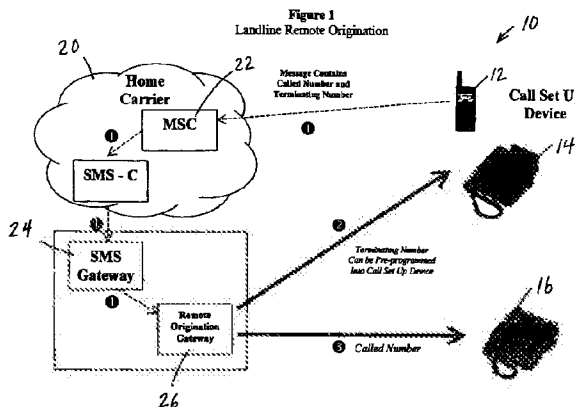 Figure 1
Landline Remote Origination
10
20
22
12
Home
Carrier
Message Contains
Called Number and
Terminating Number
Call Set U
Device
MSC
1
1
14
SMS - C
1
24
2
SMS
Gateway
Terminating Number
Can Be Pre-programmed
Into Call Set Up Device
16
1
Remote
Origination
Gateway
3 Called Number
26